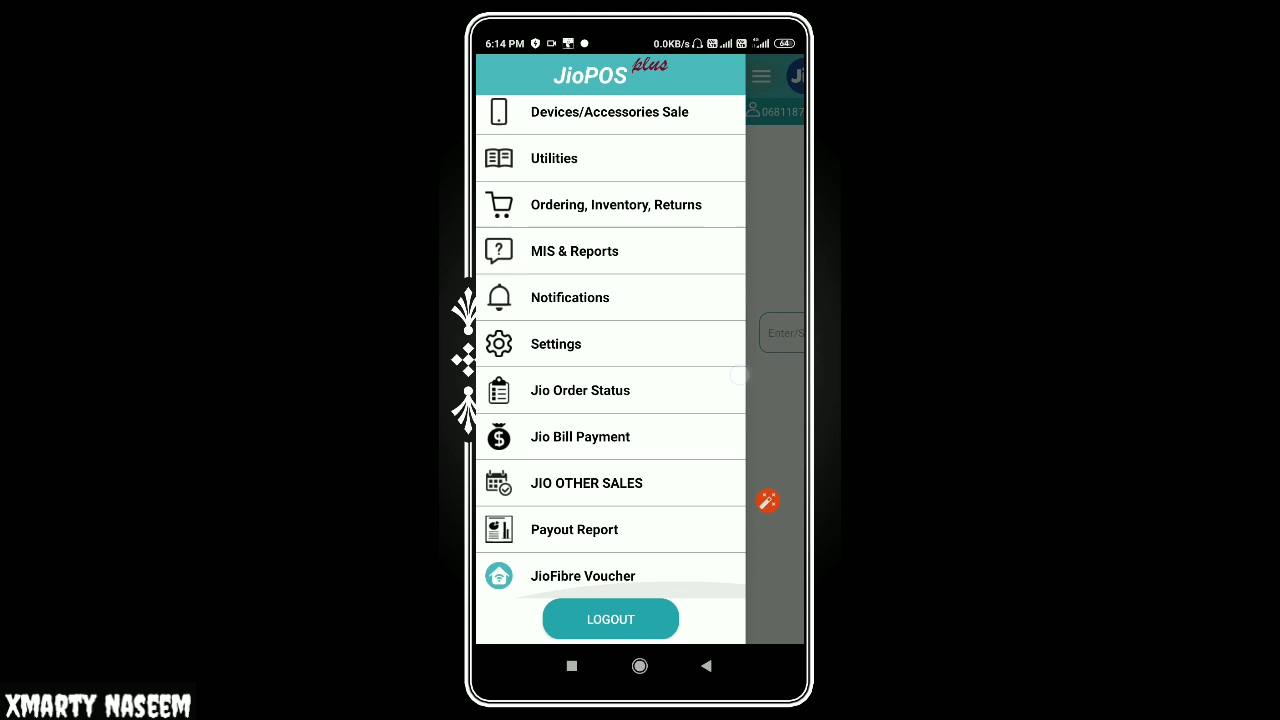 6:14 PM
0.0KB/s
64
JioPOS plus
Devices/Accessories Sale
0681187
Utilities
Ordering, Inventory, Returns
MIS & Reports
Notifications
Enter/S
Settings
Jio Order Status
Jio Bill Payment
JIO OTHER SALES
Payout Report
JioFibre Voucher
LOGOUT
XMARTY NASEEM